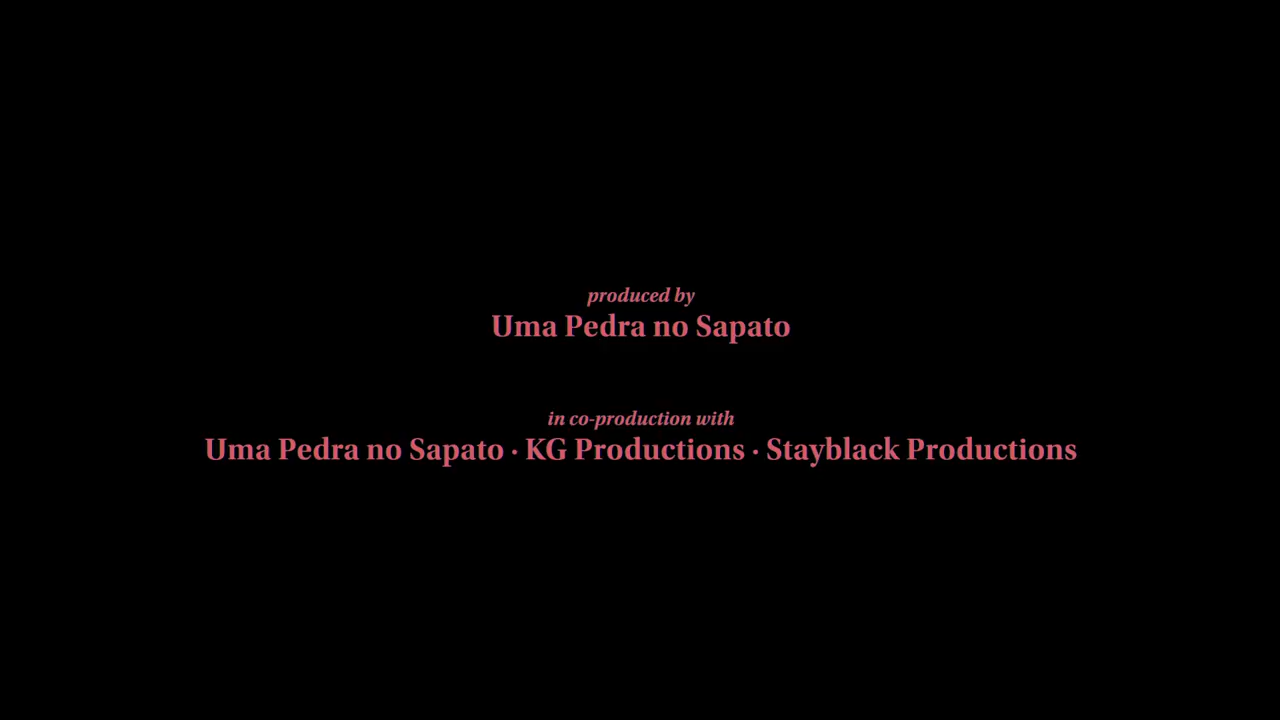 produced by
Uma Pedra no Sapato
in co-production with
Uma Pedra no Sapato · KG Productions · Stayblack Productions